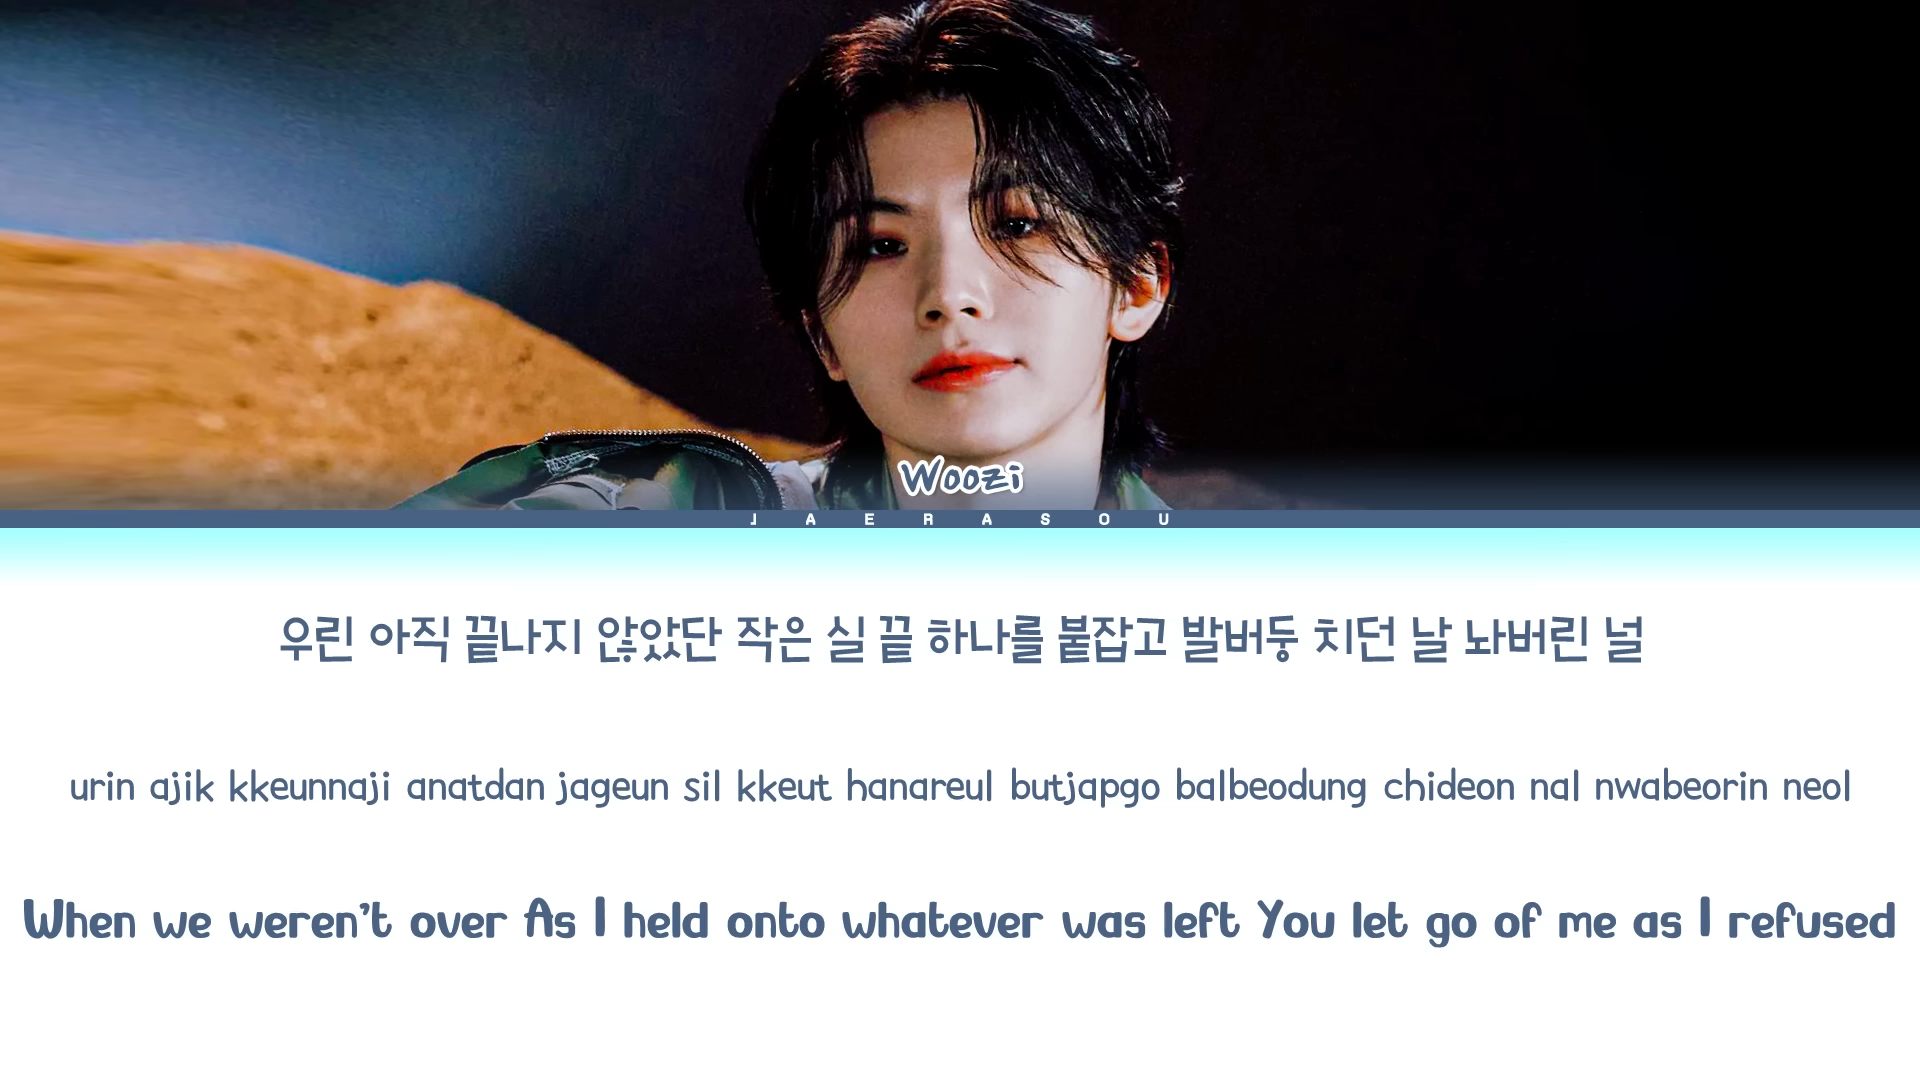 Woozi
JAERASOU
우린 아직 끝나지 않았단 작은 실 끝 하나를 붙잡고 발버둥 치던 날 놔버린 널
urin ajik kkeunnaji anatdan jageun sil kkeut hanareul butjapgo balbeodung chideon nal nwabeorin neol
When we weren't over As I held onto whatever was left You let go of me as I refused